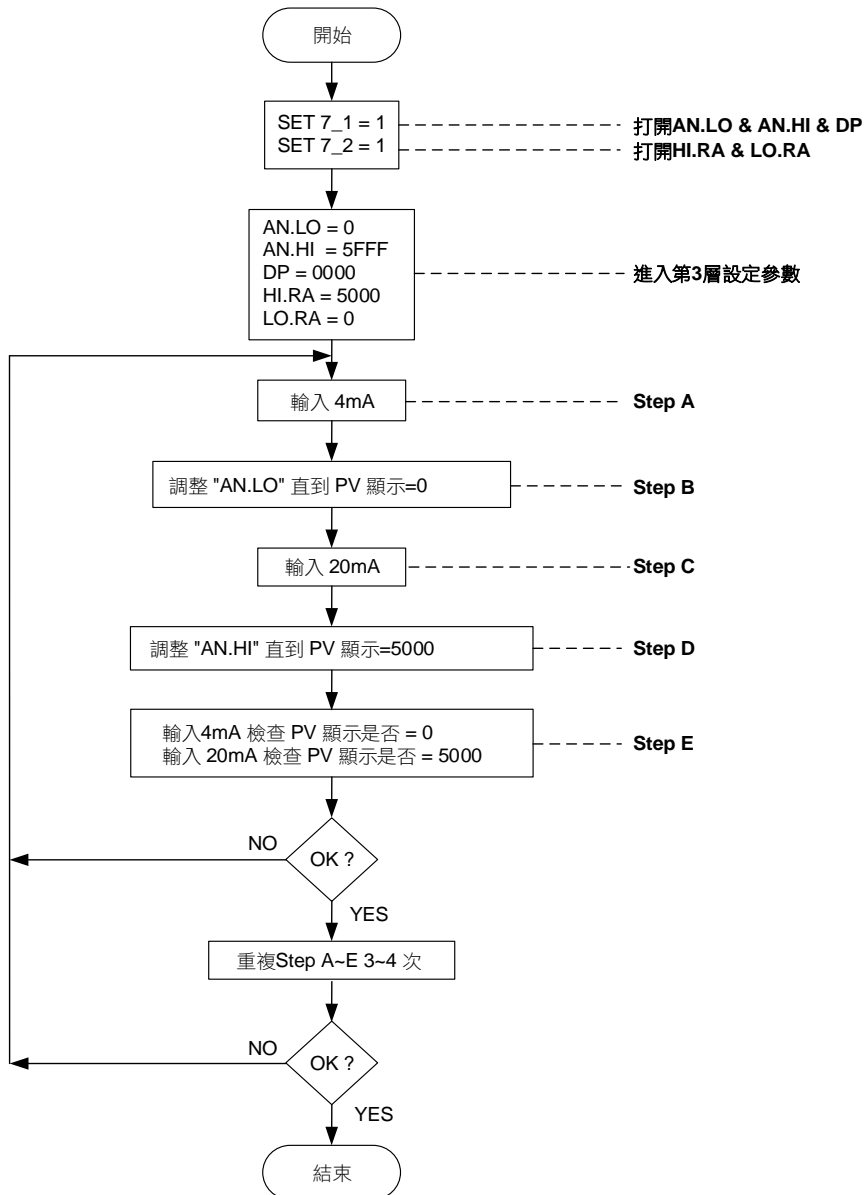 開始
SET 7_1 = 1
打開AN.LO & AN.HI & DP
SET 7_2 = 1
打開HI.RA & LO.RA
AN.LO = 0
AN.HI = 5FFF
DP = 0000
HI.RA = 5000
LO.RA = 0
進入第3層設定參數
輸入 4mA
Step A
調整 "AN.LO" 直到 PV 顯示=0
Step B
輸入 20mA
Step C
調整 "AN.HI" 直到 PV 顯示=5000
Step D
輸入4mA 檢查 PV 顯示是否 = 0
輸入 20mA 檢查 PV 顯示是否 = 5000
Step E
NO
OK ?
YES
重複Step A~E 3~4 次
NO
OK ?
YES
結束